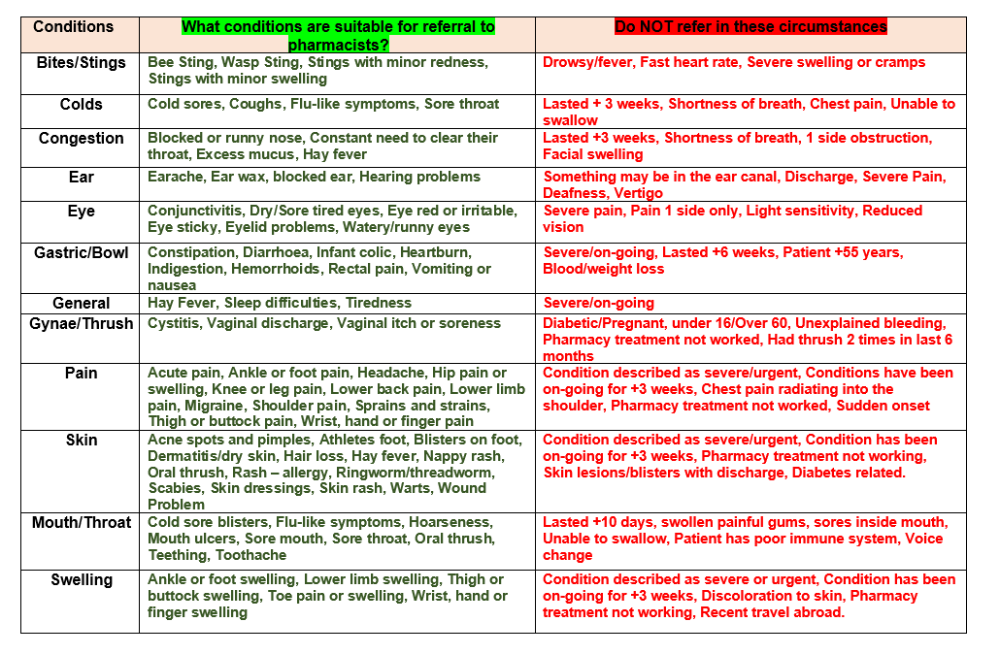 Conditions
What conditions are suitable for referral to
pharmacists?
Do NOT refer in these circumstances
Bites/Stings
Bee Sting, Wasp Sting, Stings with minor redness,
Stings with minor swelling
Drowsy/fever, Fast heart rate, Severe swelling or cramps
Colds
Cold sores, Coughs, Flu-like symptoms, Sore throat
Lasted + 3 weeks, Shortness of breath, Chest pain, Unable to
swallow
Congestion
Blocked or runny nose, Constant need to clear their
throat, Excess mucus, Hay fever
Lasted +3 weeks, Shortness of breath, 1 side obstruction,
Facial swelling
Ear
Earache, Ear wax, blocked ear, Hearing problems
Something may be in the ear canal, Discharge, Severe Pain,
Deafness, Vertigo
Eye
Conjunctivitis, Dry/Sore tired eyes, Eye red or irritable,
Eye sticky, Eyelid problems, Watery/runny eyes
Severe pain, Pain 1 side only, Light sensitivity, Reduced
vision
Gastric/Bowl
Constipation, Diarrhoea, Infant colic, Heartburn,
Indigestion, Hemorrhoids, Rectal pain, Vomiting or
nausea
Severe/on-going, Lasted +6 weeks, Patient +55 years,
Blood/weight loss
General
Hay Fever, Sleep difficulties, Tiredness
Severe/on-going
Gynae/Thrush
Cystitis, Vaginal discharge, Vaginal itch or soreness
Diabetic/Pregnant, under 16/Over 60, Unexplained bleeding,
Pharmacy treatment not worked, Had thrush 2 times in last 6
months
Pain
Acute pain, Ankle or foot pain, Headache, Hip pain or
swelling, Knee or leg pain, Lower back pain, Lower limb
pain, Migraine, Shoulder pain, Sprains and strains,
Thigh or buttock pain, Wrist, hand or finger pain
Condition described as severe/urgent, Conditions have been
on-going for +3 weeks, Chest pain radiating into the
shoulder, Pharmacy treatment not worked, Sudden onset
Skin
Acne spots and pimples, Athletes foot, Blisters on foot,
Dermatitis/dry skin, Hair loss, Hay fever, Nappy rash,
Oral thrush, Rash – allergy, Ringworm/threadworm,
Scabies, Skin dressings, Skin rash, Warts, Wound
Problem
Condition described as severe/urgent, Condition has been
on-going for +3 weeks, Pharmacy treatment not working,
Skin lesions/blisters with discharge, Diabetes related.
Mouth/Throat
Cold sore blisters, Flu-like symptoms, Hoarseness,
Mouth ulcers, Sore mouth, Sore throat, Oral thrush,
Teething, Toothache
Lasted +10 days, swollen painful gums, sores inside mouth,
Unable to swallow, Patient has poor immune system, Voice
change
Swelling
Ankle or foot swelling, Lower limb swelling, Thigh or
buttock swelling, Toe pain or swelling, Wrist, hand or
finger swelling
Condition described as severe or urgent, Condition has been
on-going for +3 weeks, Discoloration to skin, Pharmacy
treatment not working, Recent travel abroad.